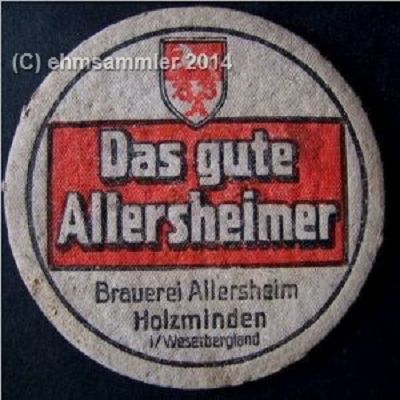 (C) ehmsammler 2014
Das gute
Allersheimer
Brauerei Allersheim
Holzminden
i/Weserbergland